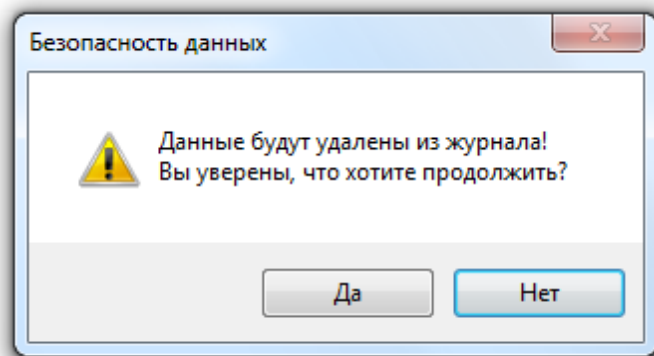 Безопасность данных
Данные будут удалены из журнала!
Вы уверены, что хотите продолжить?
Да
Нет